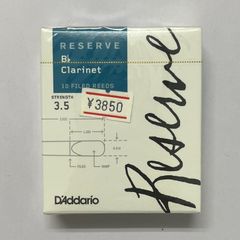 RESERVE
B♭
Clarinet
10 FILED REEDS
STRENGTH
3.5
¥3850
Reserve
D'Addario